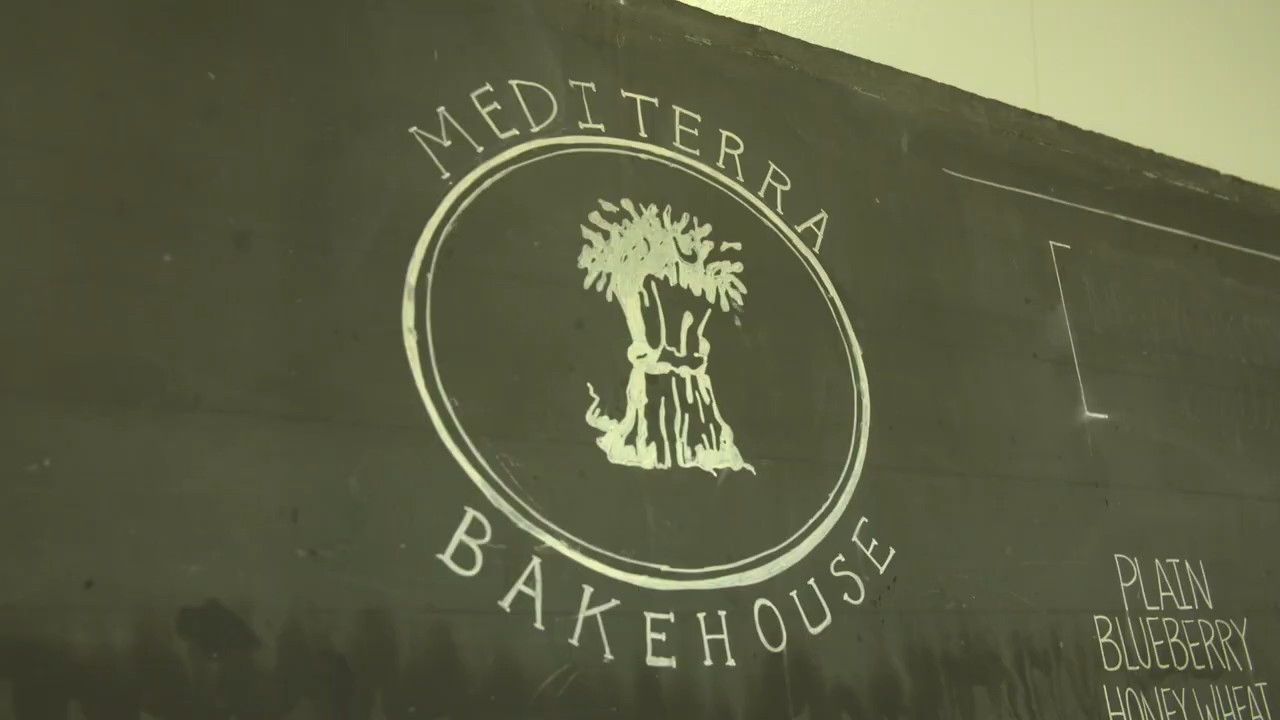 MEDITERRA
BAKEHOUSE
PLAIN
BLUEBERRY
HONEY WHEAT